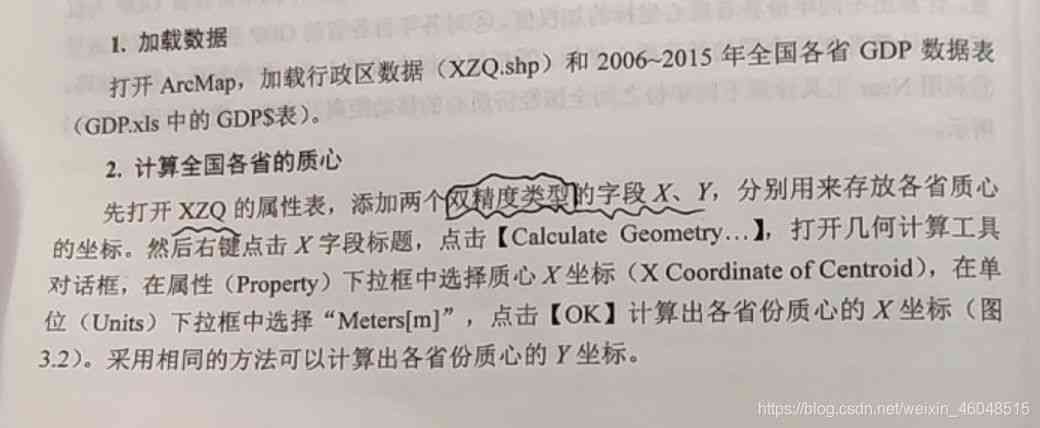 1. 加载数据
打开 ArcMap，加载行政区数据（XZQ.shp）和 2006~2015 年全国各省 GDP 数据表
（GDP.xls 中的 GDP$表）。
2. 计算全国各省的质心
先打开 XZQ 的属性表，添加两个双精度类型的字段 X、Y，分别用来存放各省质心
的坐标。然后右键点击 X 字段标题，点击【Calculate Geometry…】，打开几何计算工具
对话框，在属性（Property）下拉框中选择质心 X 坐标（X Coordinate of Centroid），在单
位（Units）下拉框中选择“Meters[m]”，点击【OK】计算出各省份质心的 X 坐标（图
3.2）。采用相同的方法可以计算出各省份质心的 Y 坐标。
https://blog.csdn.net/weixin_46048515